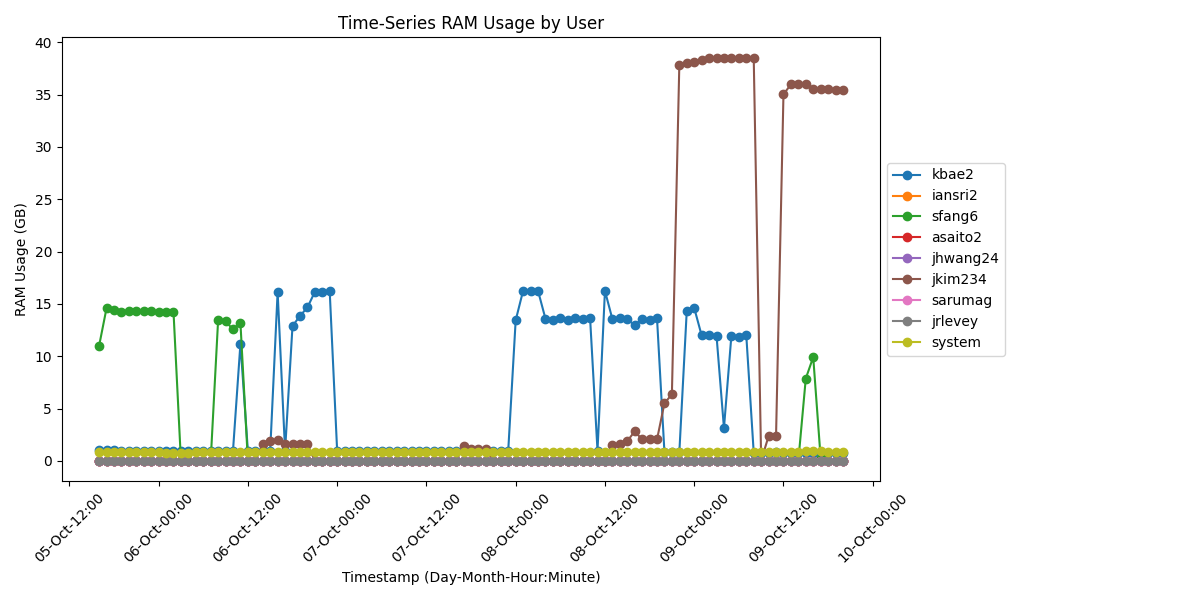 Time-Series RAM Usage by User
RAM Usage (GB)
40
35
30
25
20
15
10
5
0
05-Oct-12:00
06-Oct-00:00
06-Oct-12:00
07-Oct-00:00
07-Oct-12:00
08-Oct-00:00
08-Oct-12:00
09-Oct-00:00
09-Oct-12:00
10-Oct-00:00
Timestamp (Day-Month-Hour:Minute)
kbae2
iansri2
sfang6
asaito2
jhwang24
jkim234
sarumag
jrlevey
system